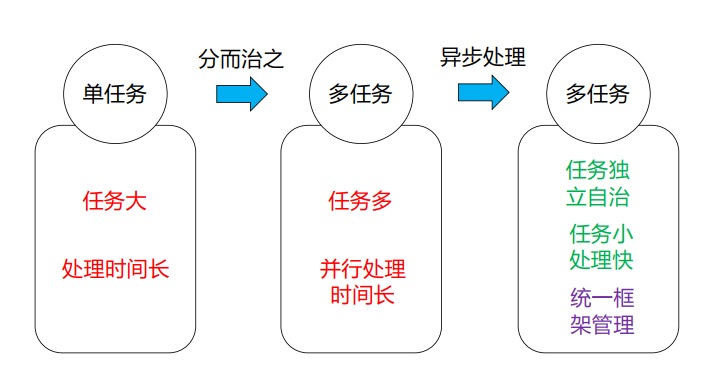 分而治之
异步处理
单任务
多任务
多任务
任务大
处理时间长
任务多
并行处理
时间长
任务独
立自治
任务小
处理快
统一框
架管理